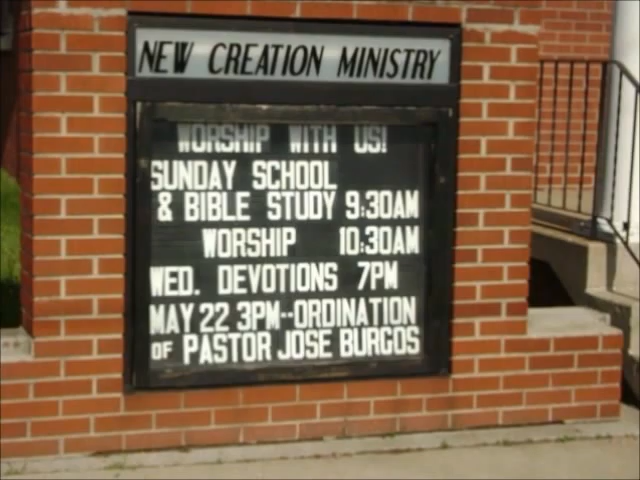 NEW CREATION MINISTRY
WORSHIP WITH US!
SUNDAY SCHOOL
& BIBLE STUDY 9:30AM
WORSHIP 10:30AM
WED. DEVOTIONS 7PM
MAY 22 3PM--ORDINATION
OF PASTOR JOSE BURGOS